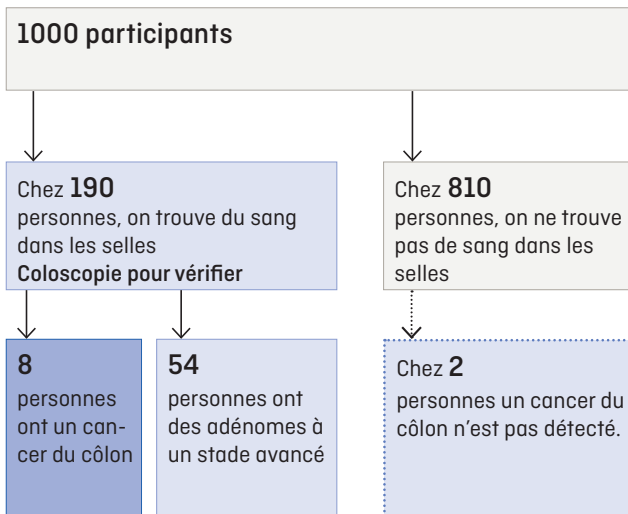 1000 participants
Chez 190
personnes, on trouve du sang
dans les selles
Coloscopie pour vérifier
Chez 810
personnes, on ne trouve
pas de sang dans les
selles
8
personnes
ont un can-
cer du côlon
54
personnes ont
des adénomes à
un stade avancé
Chez 2
personnes un cancer du
côlon n’est pas détecté.